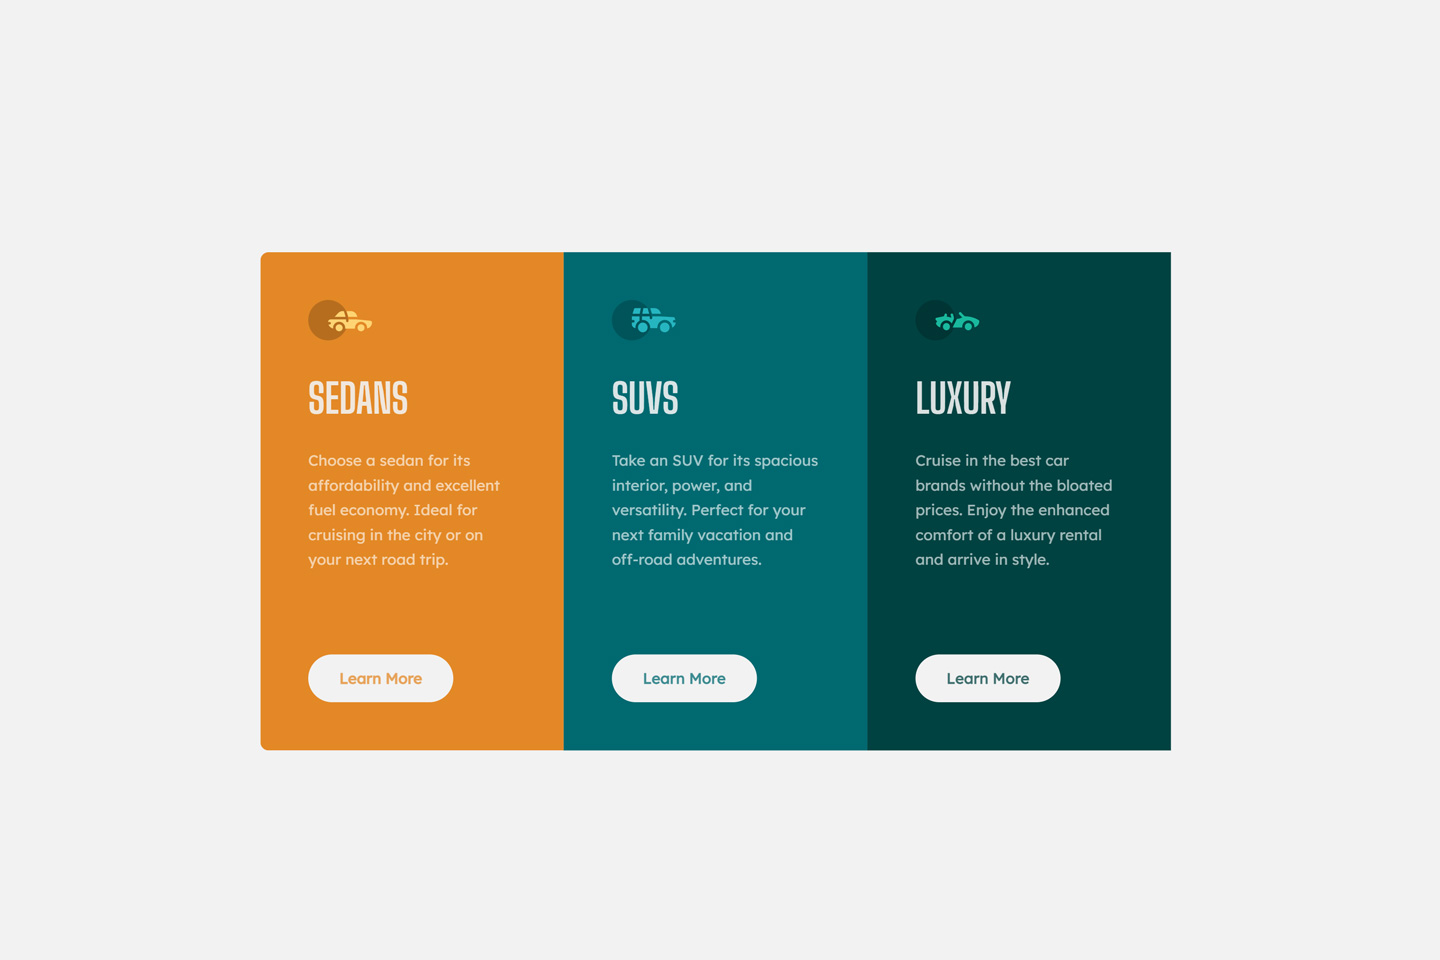 SEDANS
Choose a sedan for its
affordability and excellent
fuel economy. Ideal for
cruising in the city or on
your next road trip.
Learn More
SUVS
Take an SUV for its spacious
interior, power, and
versatility. Perfect for your
next family vacation and
off-road adventures.
Learn More
LUXURY
Cruise in the best car
brands without the bloated
prices. Enjoy the enhanced
comfort of a luxury rental
and arrive in style.
Learn More